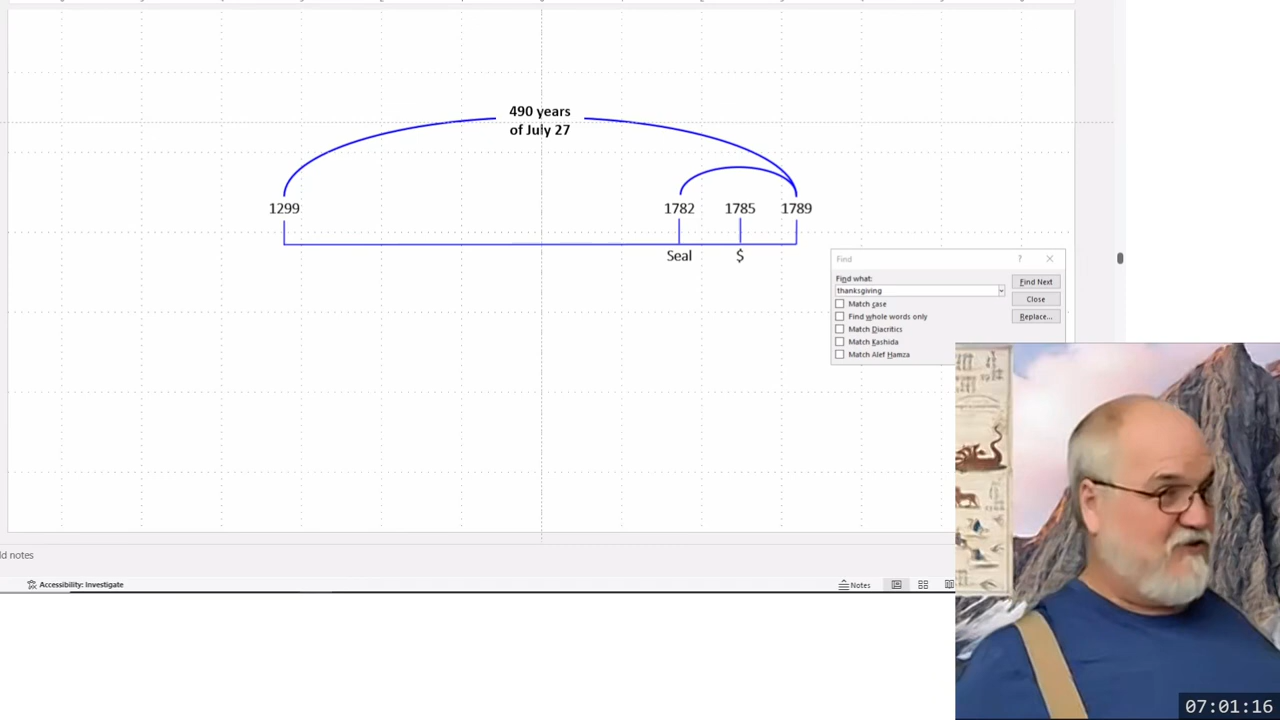 490 years
of July 27
1299
1782
1785
1789
Seal
$
Find
?
Find what:
thanksgiving
Find Next
Close
Replace...
Match case
Find whole words only
Match Diacritics
Match Kashida
Match Alef Hamza
ld notes
Accessibility: Investigate
Notes
07:01:16